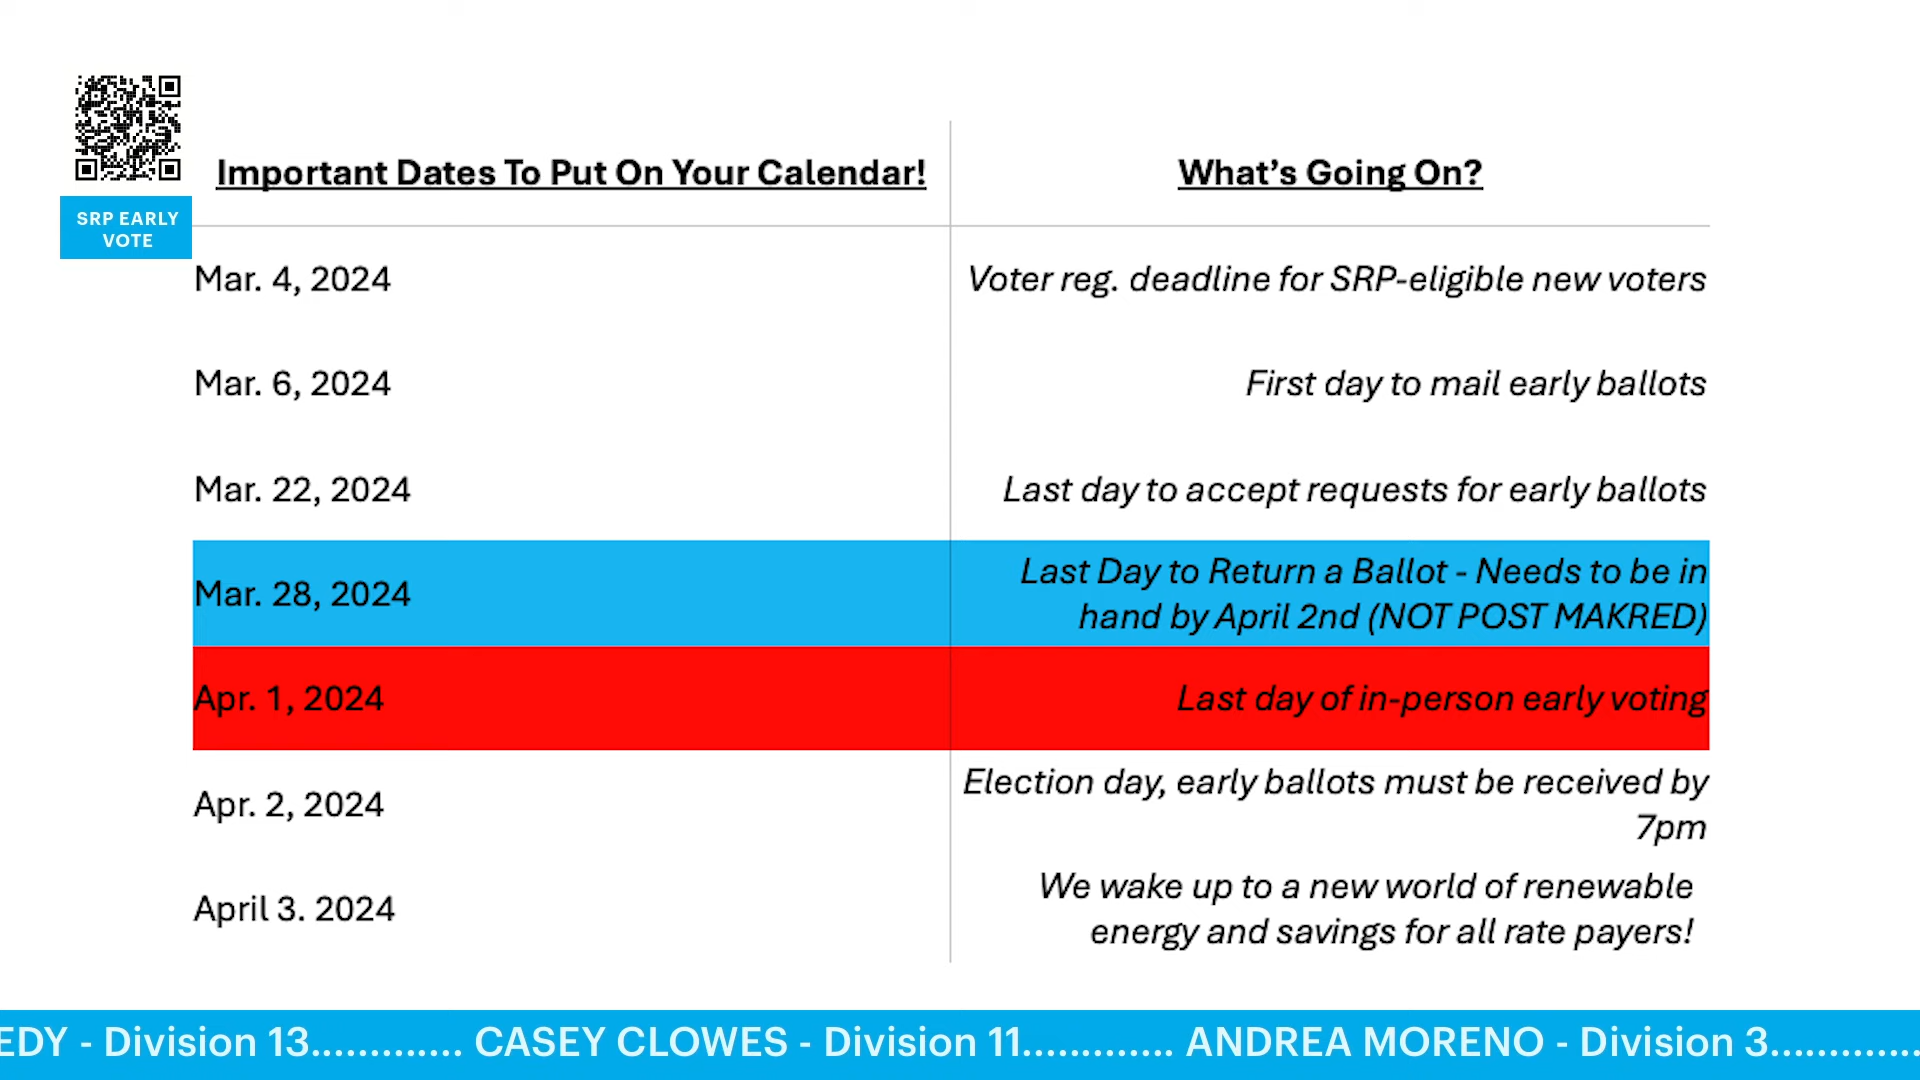 SRP EARLY
VOTE
Important Dates To Put On Your Calendar!
What's Going On?
Mar. 4, 2024
Voter reg. deadline for SRP-eligible new voters
Mar. 6, 2024
First day to mail early ballots
Mar. 22, 2024
Last day to accept requests for early ballots
Mar. 28, 2024
Last Day to Return a Ballot - Needs to be in
hand by April 2nd (NOT POST MAKRED)
Apr. 1, 2024
Last day of in-person early voting
Apr. 2, 2024
Election day, early ballots must be received by
7pm
April 3. 2024
We wake up to a new world of renewable
energy and savings for all rate payers!
EDY - Division 13............. CASEY CLOWES - Division 11............. ANDREA MORENO - Division 3.............